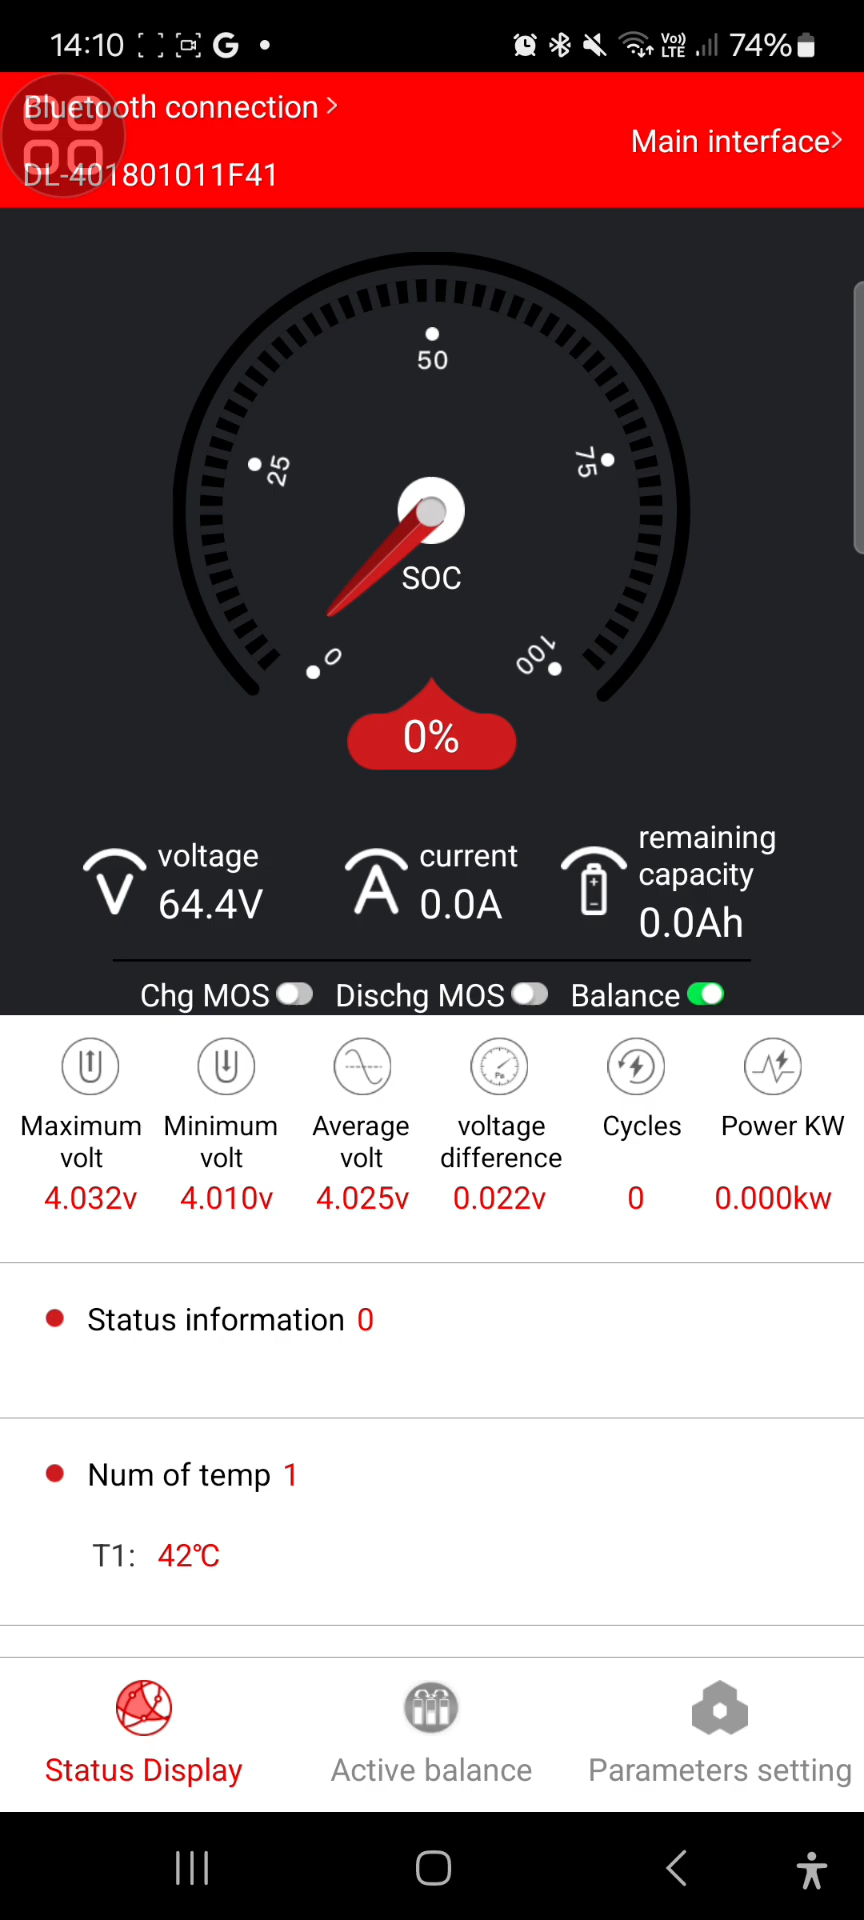 14:10 G 74%
Vo)) LTE
Bluetooth connection >
Main interface>
DL-401801011F41
50
25
75
SOC
0
100
0%
voltage
64.4V
current
0.0A
remaining
capacity
0.0Ah
Chg MOS Dischg MOS Balance
Maximum volt
Minimum volt
Average volt
voltage difference
Cycles
Power KW
4.032v 4.010v 4.025v 0.022v 0 0.000kw
Status information 0
Num of temp 1
T1: 42℃
Status Display Active balance Parameters setting